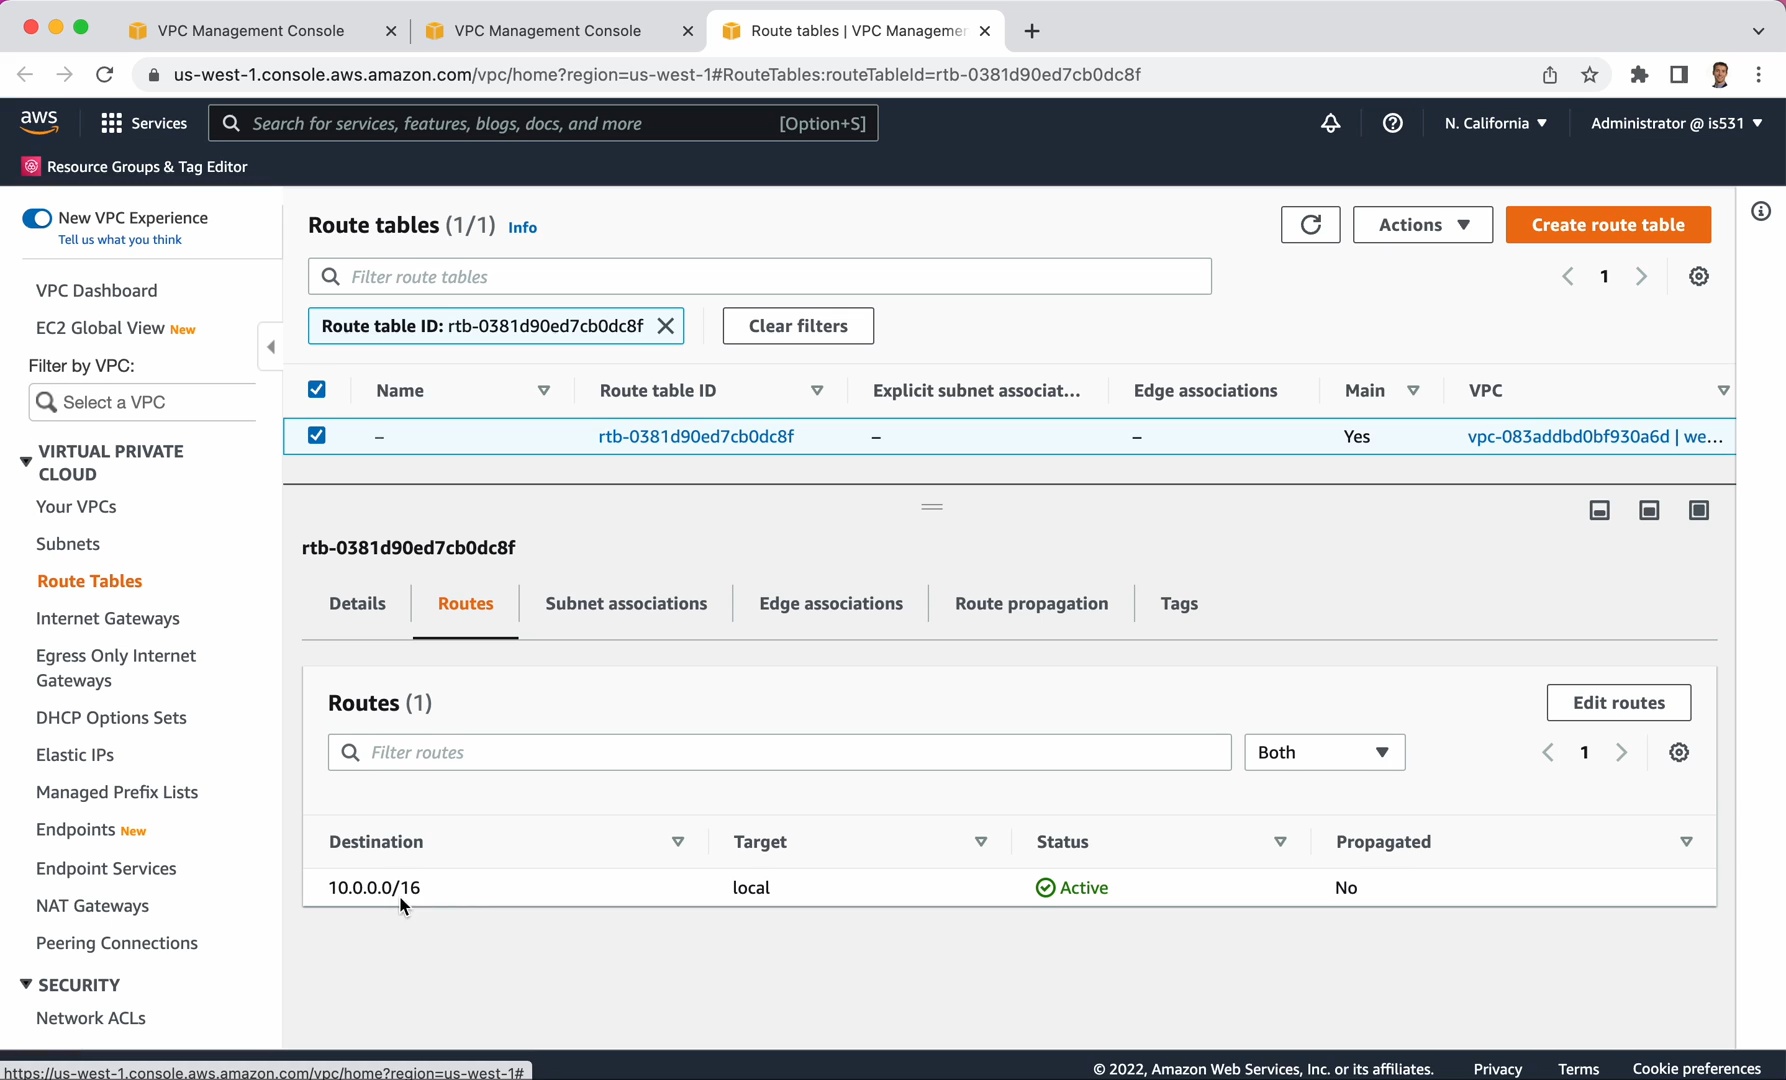 VPC Management Console
VPC Management Console
Route tables | VPC Manageme
us-west-1.console.aws.amazon.com/vpc/home?region=us-west-1#RouteTables:routeTableId=rtb-0381d90ed7cb0dc8f
aws
Services
Search for services, features, blogs, docs, and more
[Option+S]
N. California
Administrator @ is531
Resource Groups & Tag Editor
New VPC Experience
Tell us what you think
VPC Dashboard
EC2 Global View New
Filter by VPC:
Select a VPC
VIRTUAL PRIVATE
CLOUD
Your VPCs
Subnets
Route Tables
Internet Gateways
Egress Only Internet
Gateways
DHCP Options Sets
Elastic IPs
Managed Prefix Lists
Endpoints New
Endpoint Services
NAT Gateways
Peering Connections
SECURITY
Network ACLs
Route tables (1/1) Info
Actions
Create route table
Filter route tables
1
Route table ID: rtb-0381d90ed7cb0dc8f
Clear filters
Name Route table ID Explicit subnet associat... Edge associations Main VPC
– rtb-0381d90ed7cb0dc8f – – Yes vpc-083addbd0bf930a6d | we...
rtb-0381d90ed7cb0dc8f
Details Routes Subnet associations Edge associations Route propagation Tags
Routes (1)
Edit routes
Filter routes
Both
1
Destination Target Status Propagated
10.0.0.0/16 local Active No
https://us-west-1.console.aws.amazon.com/vpc/home?region=us-west-1#
© 2022, Amazon Web Services, Inc. or its affiliates. Privacy Terms Cookie preferences